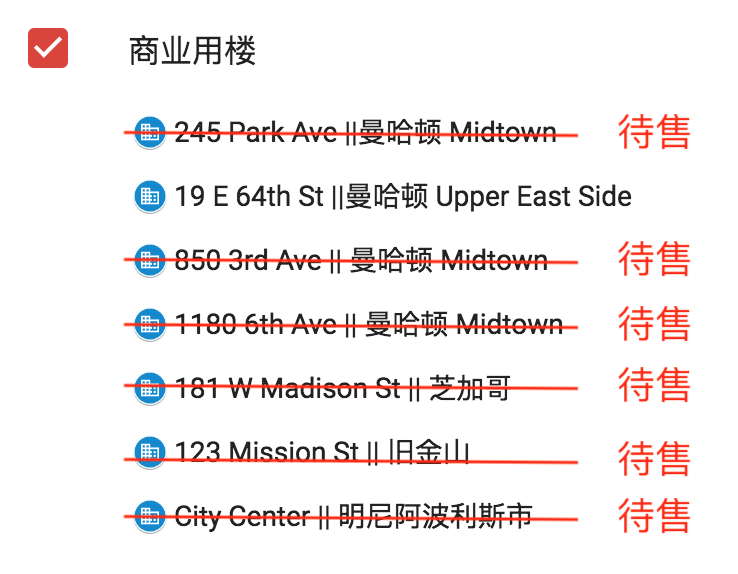 商业用楼
245 Park Ave ||曼哈顿 Midtown 待售
19 E 64th St ||曼哈顿 Upper East Side
850 3rd Ave || 曼哈顿 Midtown 待售
1180 6th Ave || 曼哈顿 Midtown 待售
181 W Madison St || 芝加哥 待售
123 Mission St || 旧金山 待售
City Center || 明尼阿波利斯市 待售